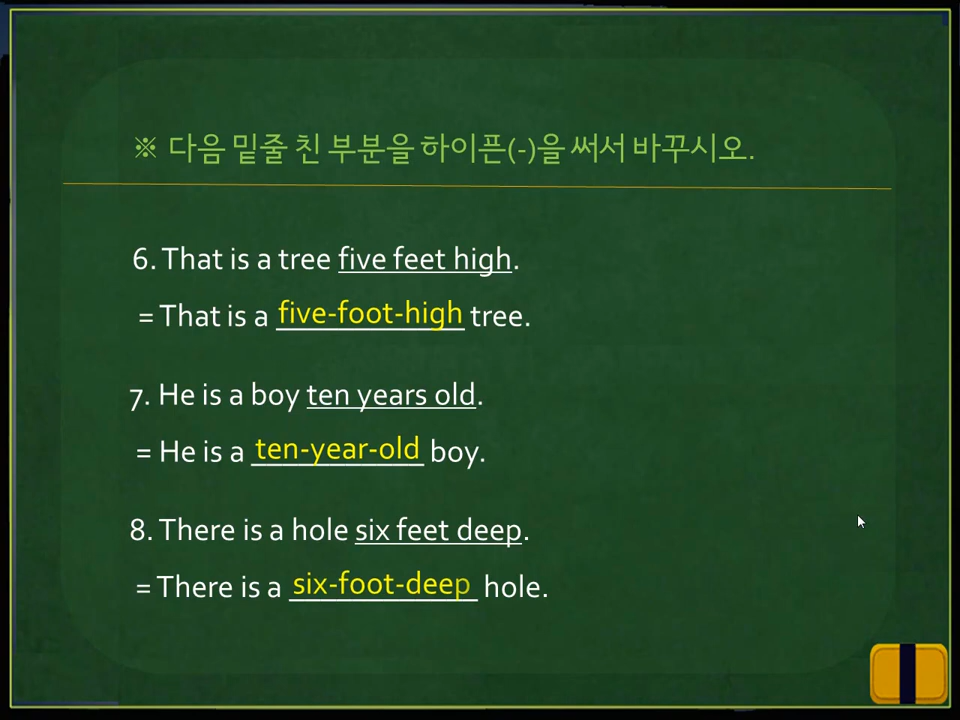 ※ 다음 밑줄 친 부분을 하이픈(-)을 써서 바꾸시오.
6. That is a tree five feet high.
= That is a five-foot-high tree.
7. He is a boy ten years old.
= He is a ten-year-old boy.
8. There is a hole six feet deep.
= There is a six-foot-deep hole.